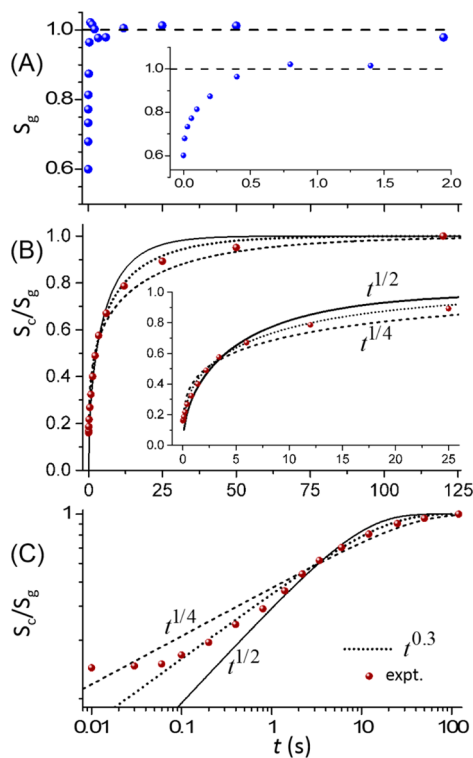 (A)
S_g
1.0
0.8
0.6
1.0
0.8
0.6
0.0 0.5 1.0 1.5 2.0
(B)
S_c/S_g
1.0
0.8
0.6
0.4
0.2
0.0
1.0
0.8
0.6
0.4
0.2
0.0
t^{1/2}
t^{1/4}
0 5 10 15 20 25
0 25 50 75 100 125
(C)
S_c/S_g
1
t^{1/4}
t^{1/2}
t^{0.3}
expt.
0.01 0.1 1 10 100
t (s)